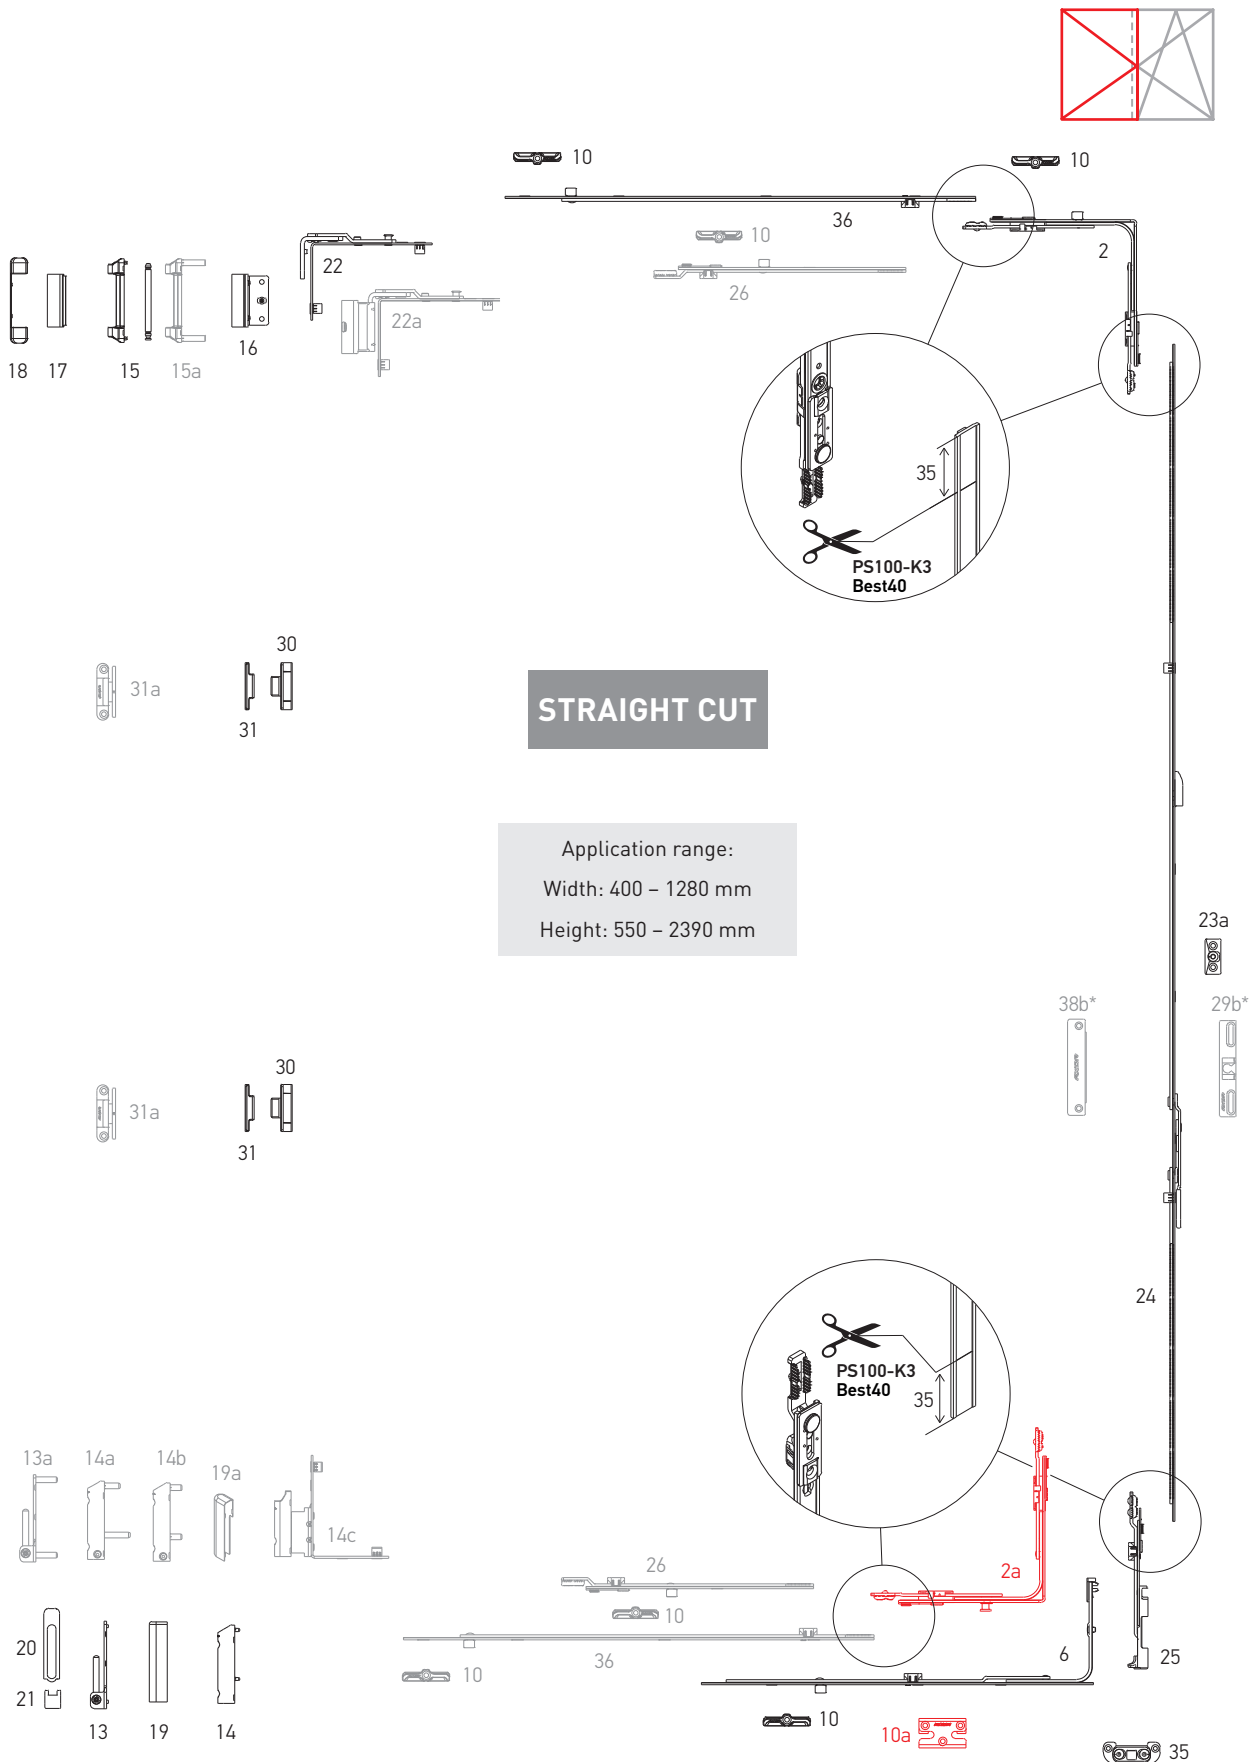 10
10
36
10
2
22
26
22a
16
18
17
15
15a
35
PS100-K3
Best40
30
31a
31
STRAIGHT CUT
Application range:
Width: 400 – 1280 mm
Height: 550 – 2390 mm
23a
38b*
29b*
30
31a
31
24
PS100-K3
Best40
35
13a
14a
14b
19a
14c
26
2a
10
20
36
6
25
10
21
13
19
14
10
10a
35